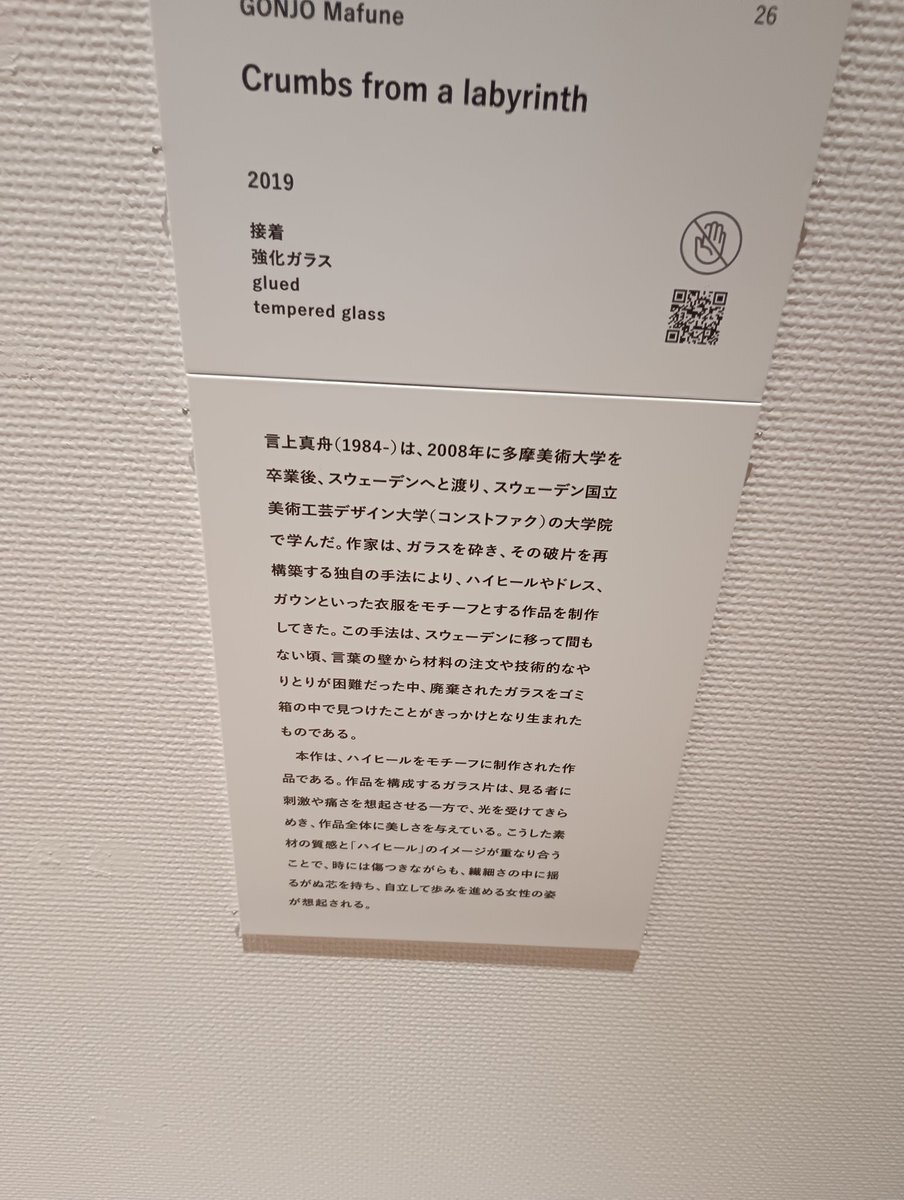 GONJO Mafune
26
Crumbs from a labyrinth
2019
接着
強化ガラス
glued
tempered glass
言上真舟（1984-）は、2008年に多摩美術大学を
卒業後、スウェーデンへと渡り、スウェーデン国立
美術工芸デザイン大学（コンストファク）の大学院
で学んだ。作家は、ガラスを砕き、その破片を再
構築する独自の手法により、ハイヒールやドレス、
ガウンといった衣服をモチーフとする作品を制作
してきた。この手法は、スウェーデンに移って間も
ない頃、言葉の壁から材料の注文や技術的なや
りとりが困難だった中、廃棄されたガラスをゴミ
箱の中で見つけたことがきっかけとなり生まれた
ものである。
本作は、ハイヒールをモチーフに制作された作
品である。作品を構成するガラス片は、見る者に
刺激や痛さを想起させる一方で、光を受けてきら
めき、作品全体に美しさを与えている。こうした素
材の質感と「ハイヒール」のイメージが重なり合う
ことで、時には傷つきながらも、繊細さの中に揺
るがぬ芯を持ち、自立して歩みを進める女性の姿
が想起される。